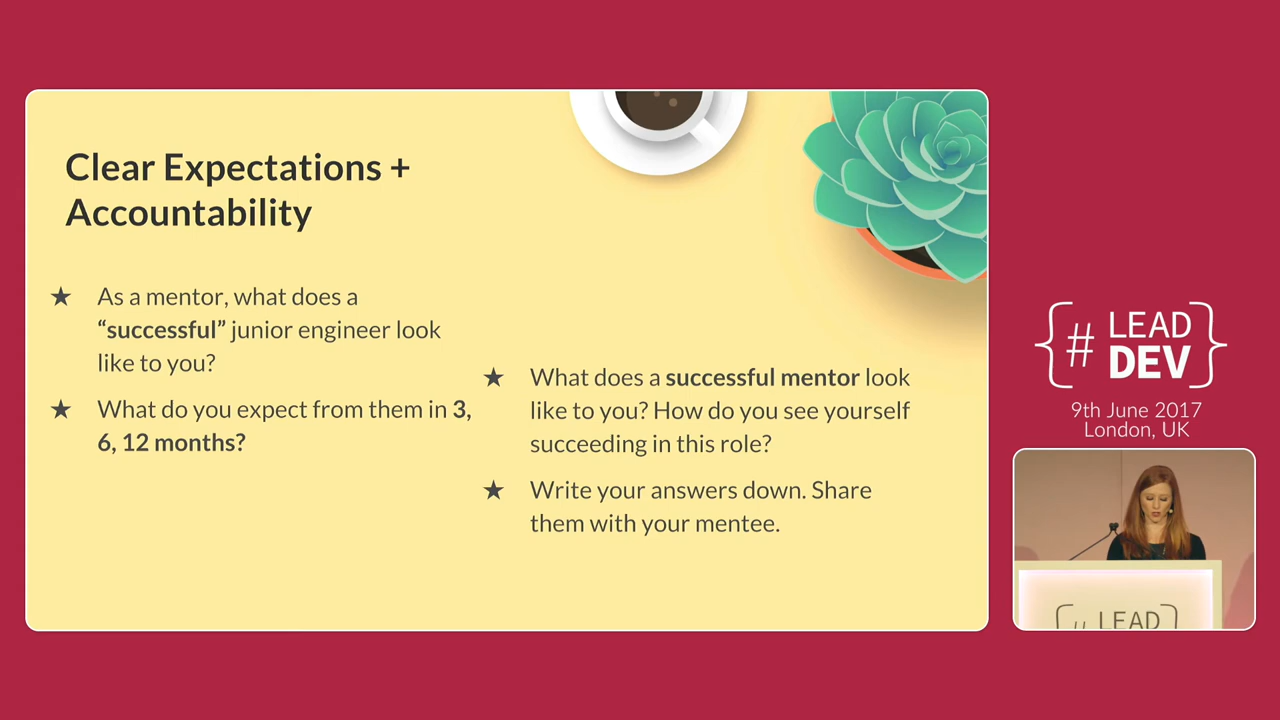 Clear Expectations +
Accountability
★ As a mentor, what does a
“successful” junior engineer look
like to you?
★ What do you expect from them in 3,
6, 12 months?
★ What does a successful mentor look
like to you? How do you see yourself
succeeding in this role?
★ Write your answers down. Share
them with your mentee.
{# LEAD
DEV}
9th June 2017
London, UK
{# LEAD}